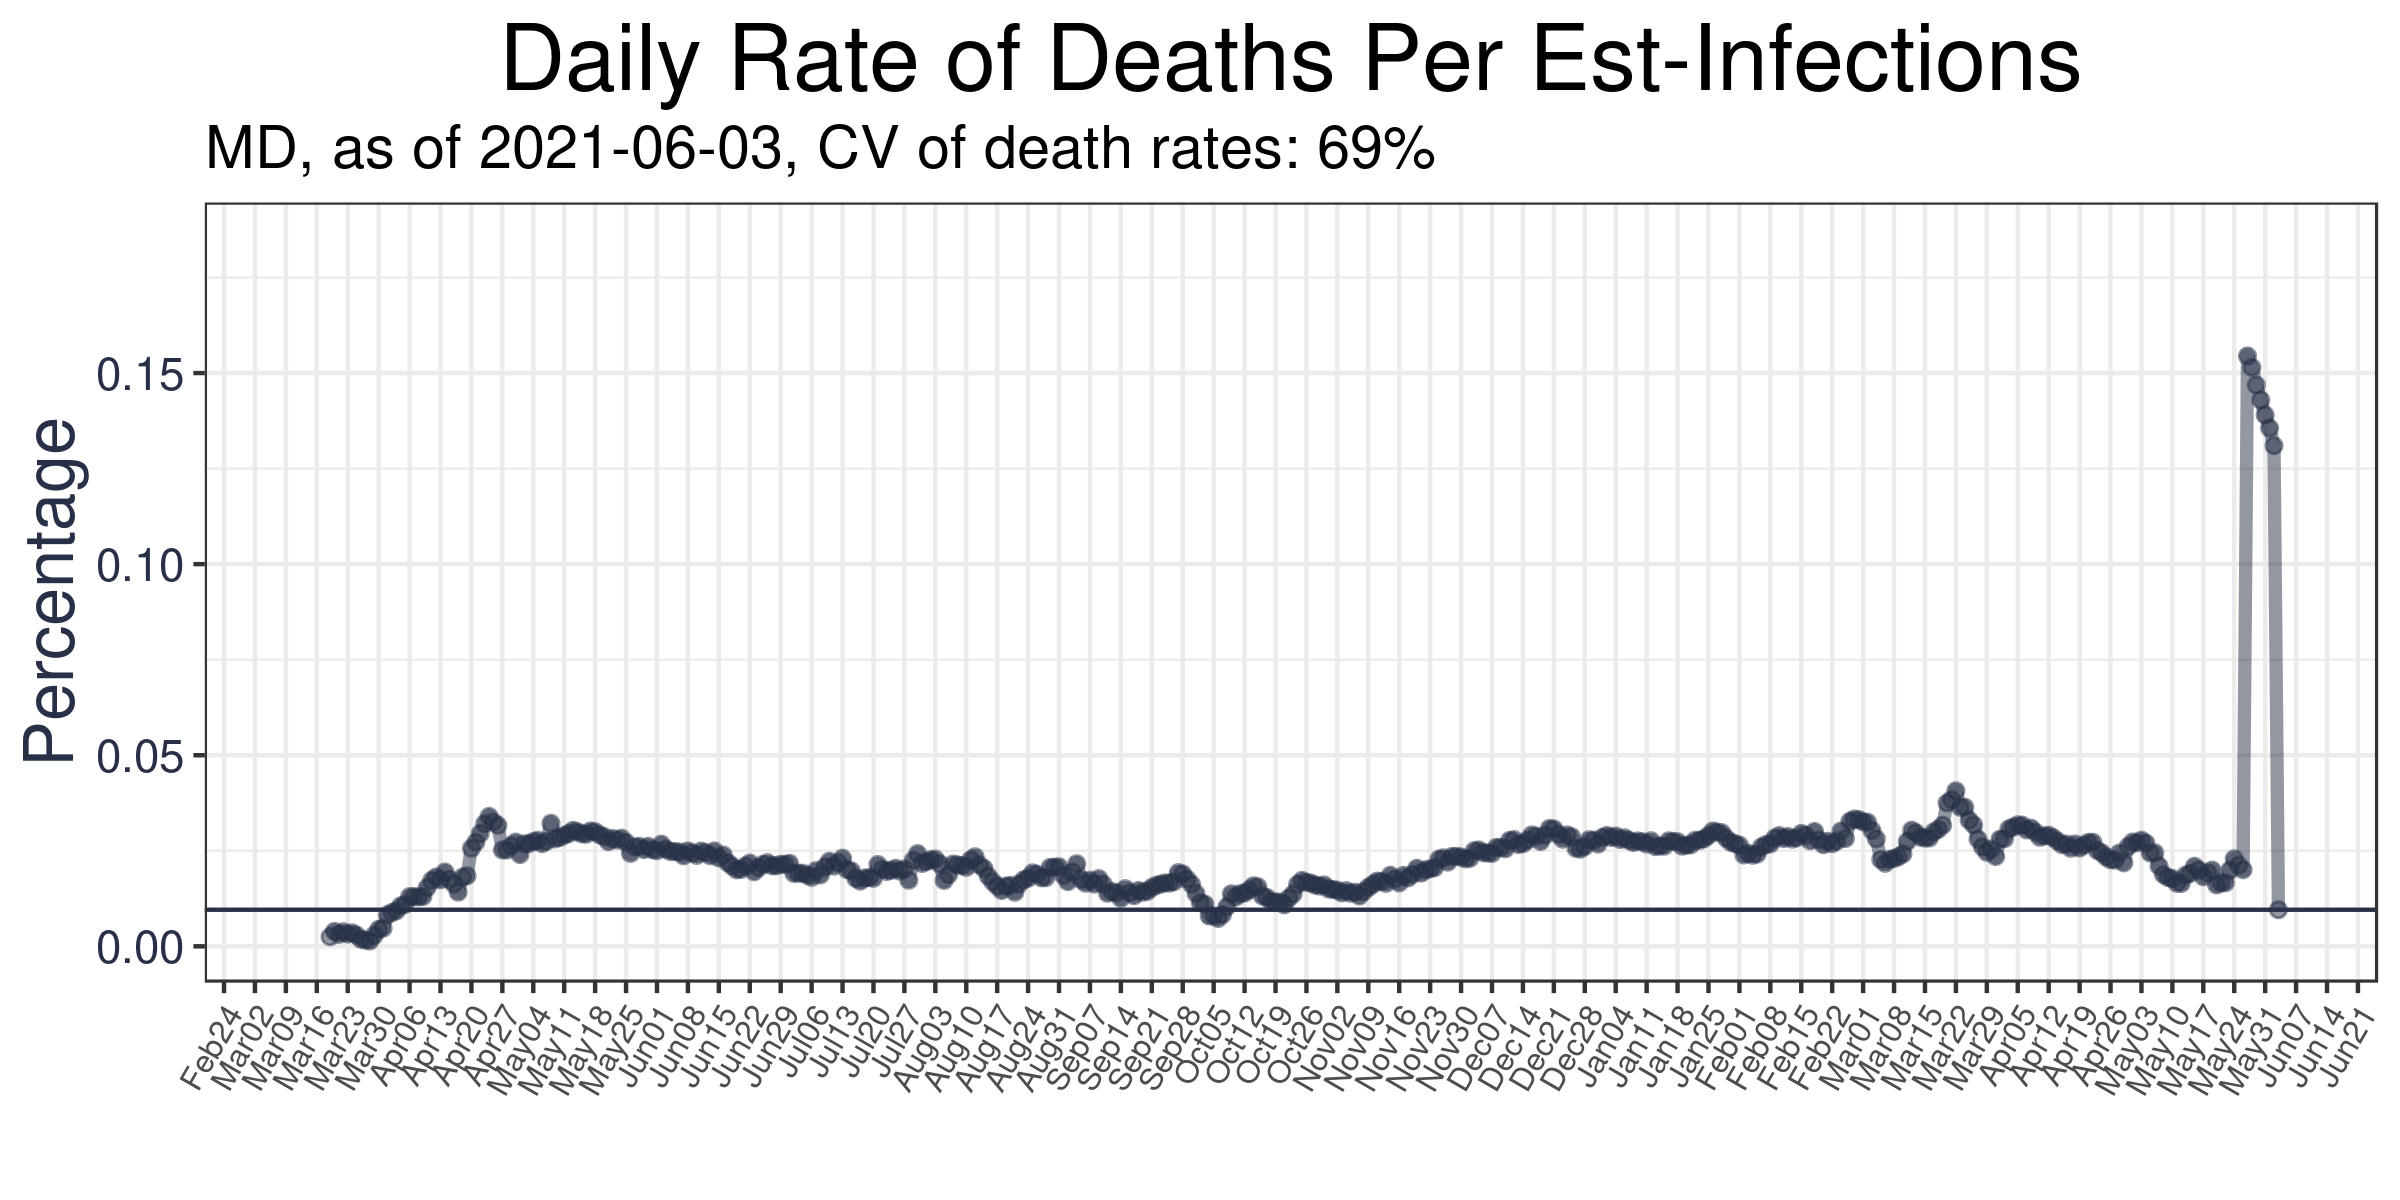 Daily Rate of Deaths Per Est-Infections
MD, as of 2021-06-03, CV of death rates: 69%
Percentage
0.15
0.10
0.05
0.00
Feb24
Mar02
Mar09
Mar16
Mar23
Mar30
Apr06
Apr13
Apr20
Apr27
May04
May11
May18
May25
Jun01
Jun08
Jun15
Jun22
Jun29
Jul06
Jul13
Jul20
Jul27
Aug03
Aug10
Aug17
Aug24
Aug31
Sep07
Sep14
Sep21
Sep28
Oct05
Oct12
Oct19
Oct26
Nov02
Nov09
Nov16
Nov23
Nov30
Dec07
Dec14
Dec21
Dec28
Jan04
Jan11
Jan18
Jan25
Feb01
Feb08
Feb15
Feb22
Mar01
Mar08
Mar15
Mar22
Mar29
Apr05
Apr12
Apr19
Apr26
May03
May10
May17
May24
May31
Jun07
Jun14
Jun21